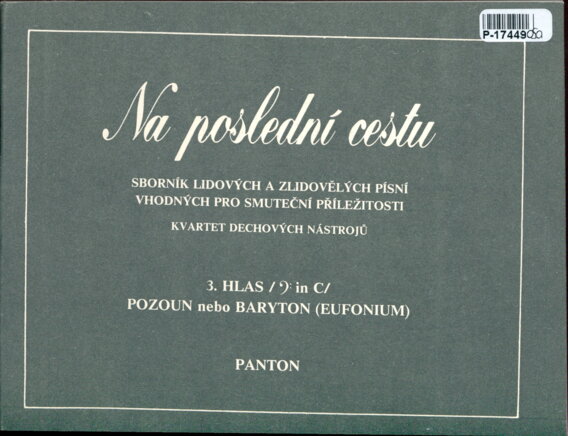 Na poslední cestu
SBORNÍK LIDOVÝCH A ZLIDOVĚLÝCH PÍSNÍ
VHODNÝCH PRO SMUTEČNÍ PŘÍLEŽITOSTI
KVARTET DECHOVÝCH NÁSTROJŮ
3. HLAS / 𝄢 in C/
POZOUN nebo BARYTON (EUFONIUM)
PANTON